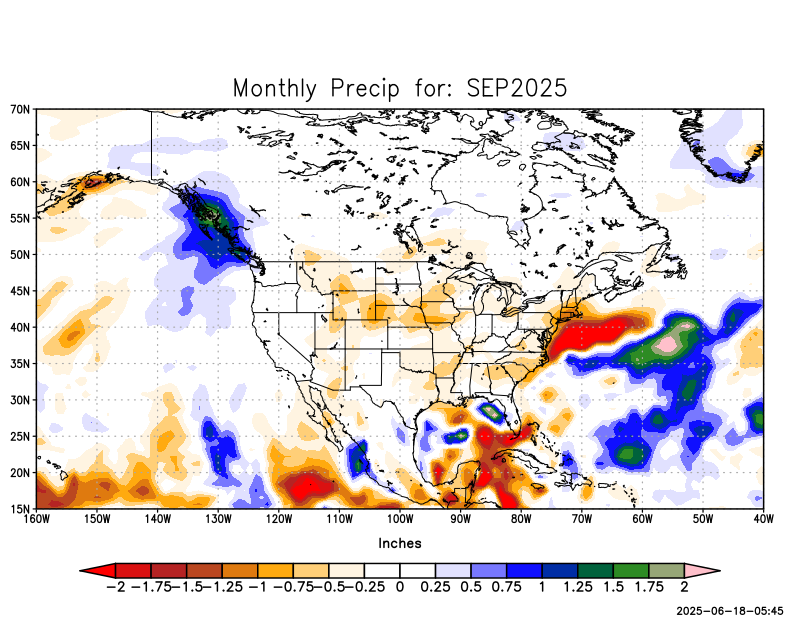 Monthly Precip for: SEP2025
70N
65N
60N
55N
50N
45N
40N
35N
30N
25N
20N
15N
160W 150W 140W 130W 120W 110W 100W 90W 80W 70W 60W 50W 40W
Inches
−2 −1.75 −1.5 −1.25 −1 −0.75 −0.5 −0.25 0 0.25 0.5 0.75 1 1.25 1.5 1.75 2
2025-06-18-05:45